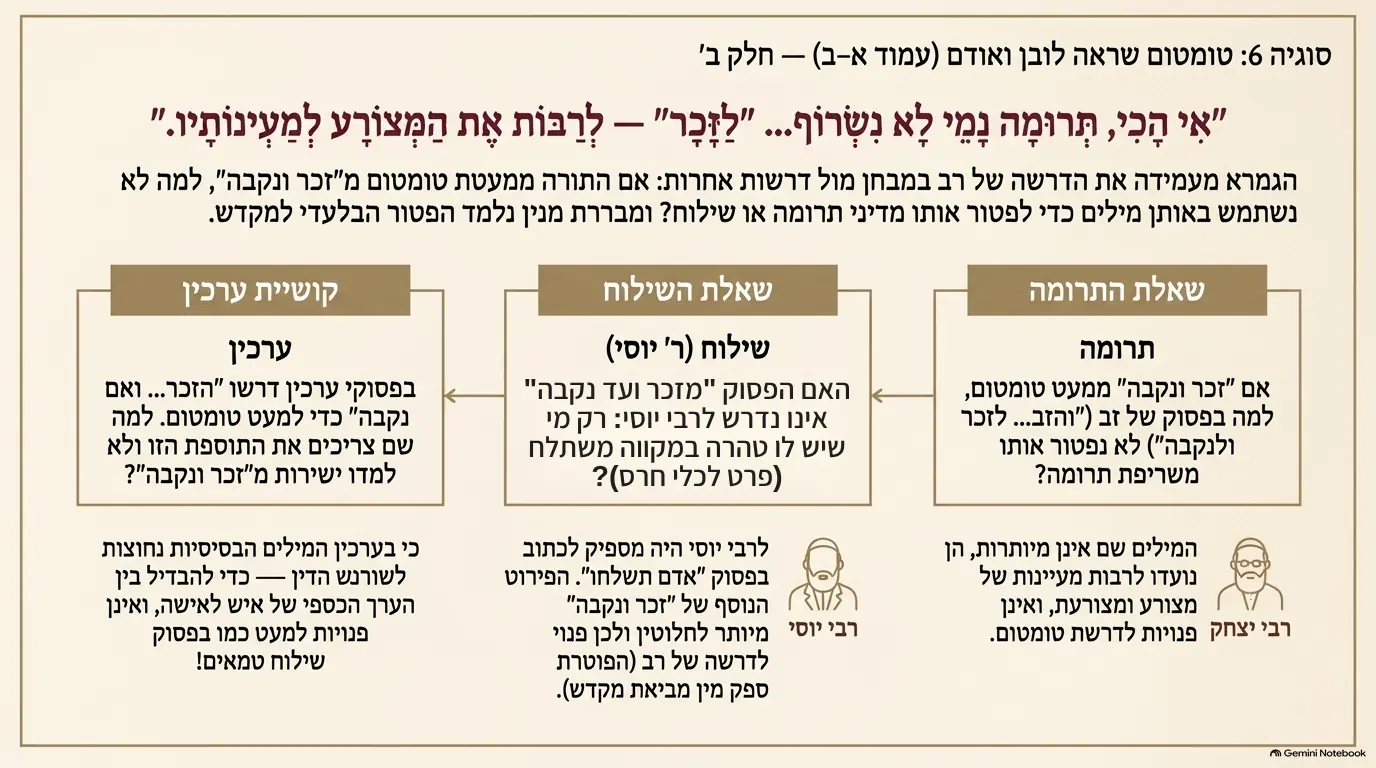 סוגיה 6: טומטום שראה לובן ואודם (עמוד א–ב) — חלק ב'
"אִי הָכִי, תְּרוּמָה נָמֵי לָא נִשְׂרוֹף... "לַזָּכָר" — לְרַבּוֹת אֶת הַמְּצוֹרָע לְמַעְינוֹתָיו."
הגמרא מעמידה את הדרשה של רב במבחן מול דרשות אחרות: אם התורה ממעטת טומטום מ"זכר ונקבה", למה לא
נשתמש באותן מילים כדי לפטור אותו מדיני תרומה או שילוח? ומבררת מנין נלמד הפטור הבלעדי למקדש.
שאלת התרומה
תרומה
אם "זכר ונקבה" ממעט טומטום,
למה בפסוק של זב ("והזב... לזכר
ולנקבה") לא נפטור אותו
משריפת תרומה?
המילים שם אינן מיותרות, הן
נועדו לרבות מעיינות של
מצורע ומצורעת, ואינן
פנויות לדרשת טומטום.
רבי יצחק
שאלת השילוח
שילוח (ר' יוסי)
האם הפסוק "מזכר ועד נקבה"
אינו נדרש לרבי יוסי: רק מי
שיש לו טהרה במקווה משתלח
(פרט לכלי חרס)?
לרבי יוסי היה מספיק לכתוב
בפסוק "אדם תשלחו". הפירוט
הנוסף של "זכר ונקבה"
מיותר לחלוטין ולכן פנוי
לדרשה של רב (הפוטרת
ספק מין מביאת מקדש).
רבי יוסי
קושיית ערכין
ערכין
בפסוקי ערכין דרשו "הזכר... ואם
נקבה" כדי למעט טומטום. למה
שם צריכים את התוספת הזו ולא
למדו ישירות מ"זכר ונקבה"?
כי בערכין המילים הבסיסיות נחוצות
לשורנש הדין — כדי להבדיל בין
הערך הכספי של איש לאישה, ואינן
פנויות למעט כמו בפסוק
שילוח טמאים!
Gemini Notebook